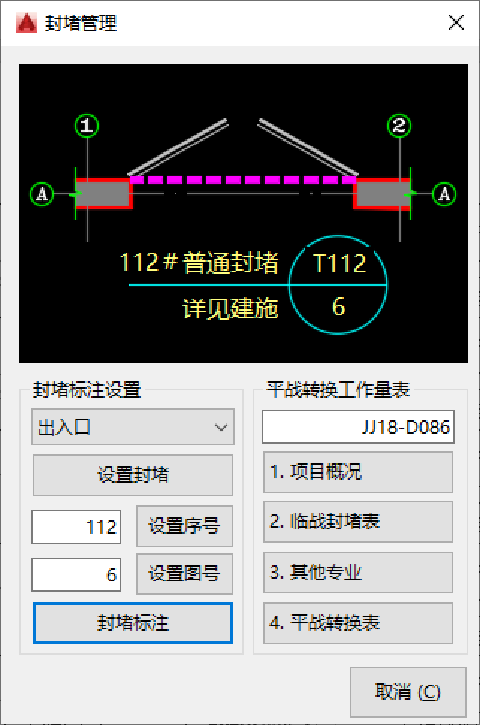 封堵管理
1
2
A
A
112#普通封堵
T112
详见建施
6
封堵标注设置
出入口
设置封堵
112
设置序号
6
设置图号
封堵标注
平战转换工作量表
JJ18-D086
1. 项目概况
2. 临战封堵表
3. 其他专业
4. 平战转换表
取消 (C)